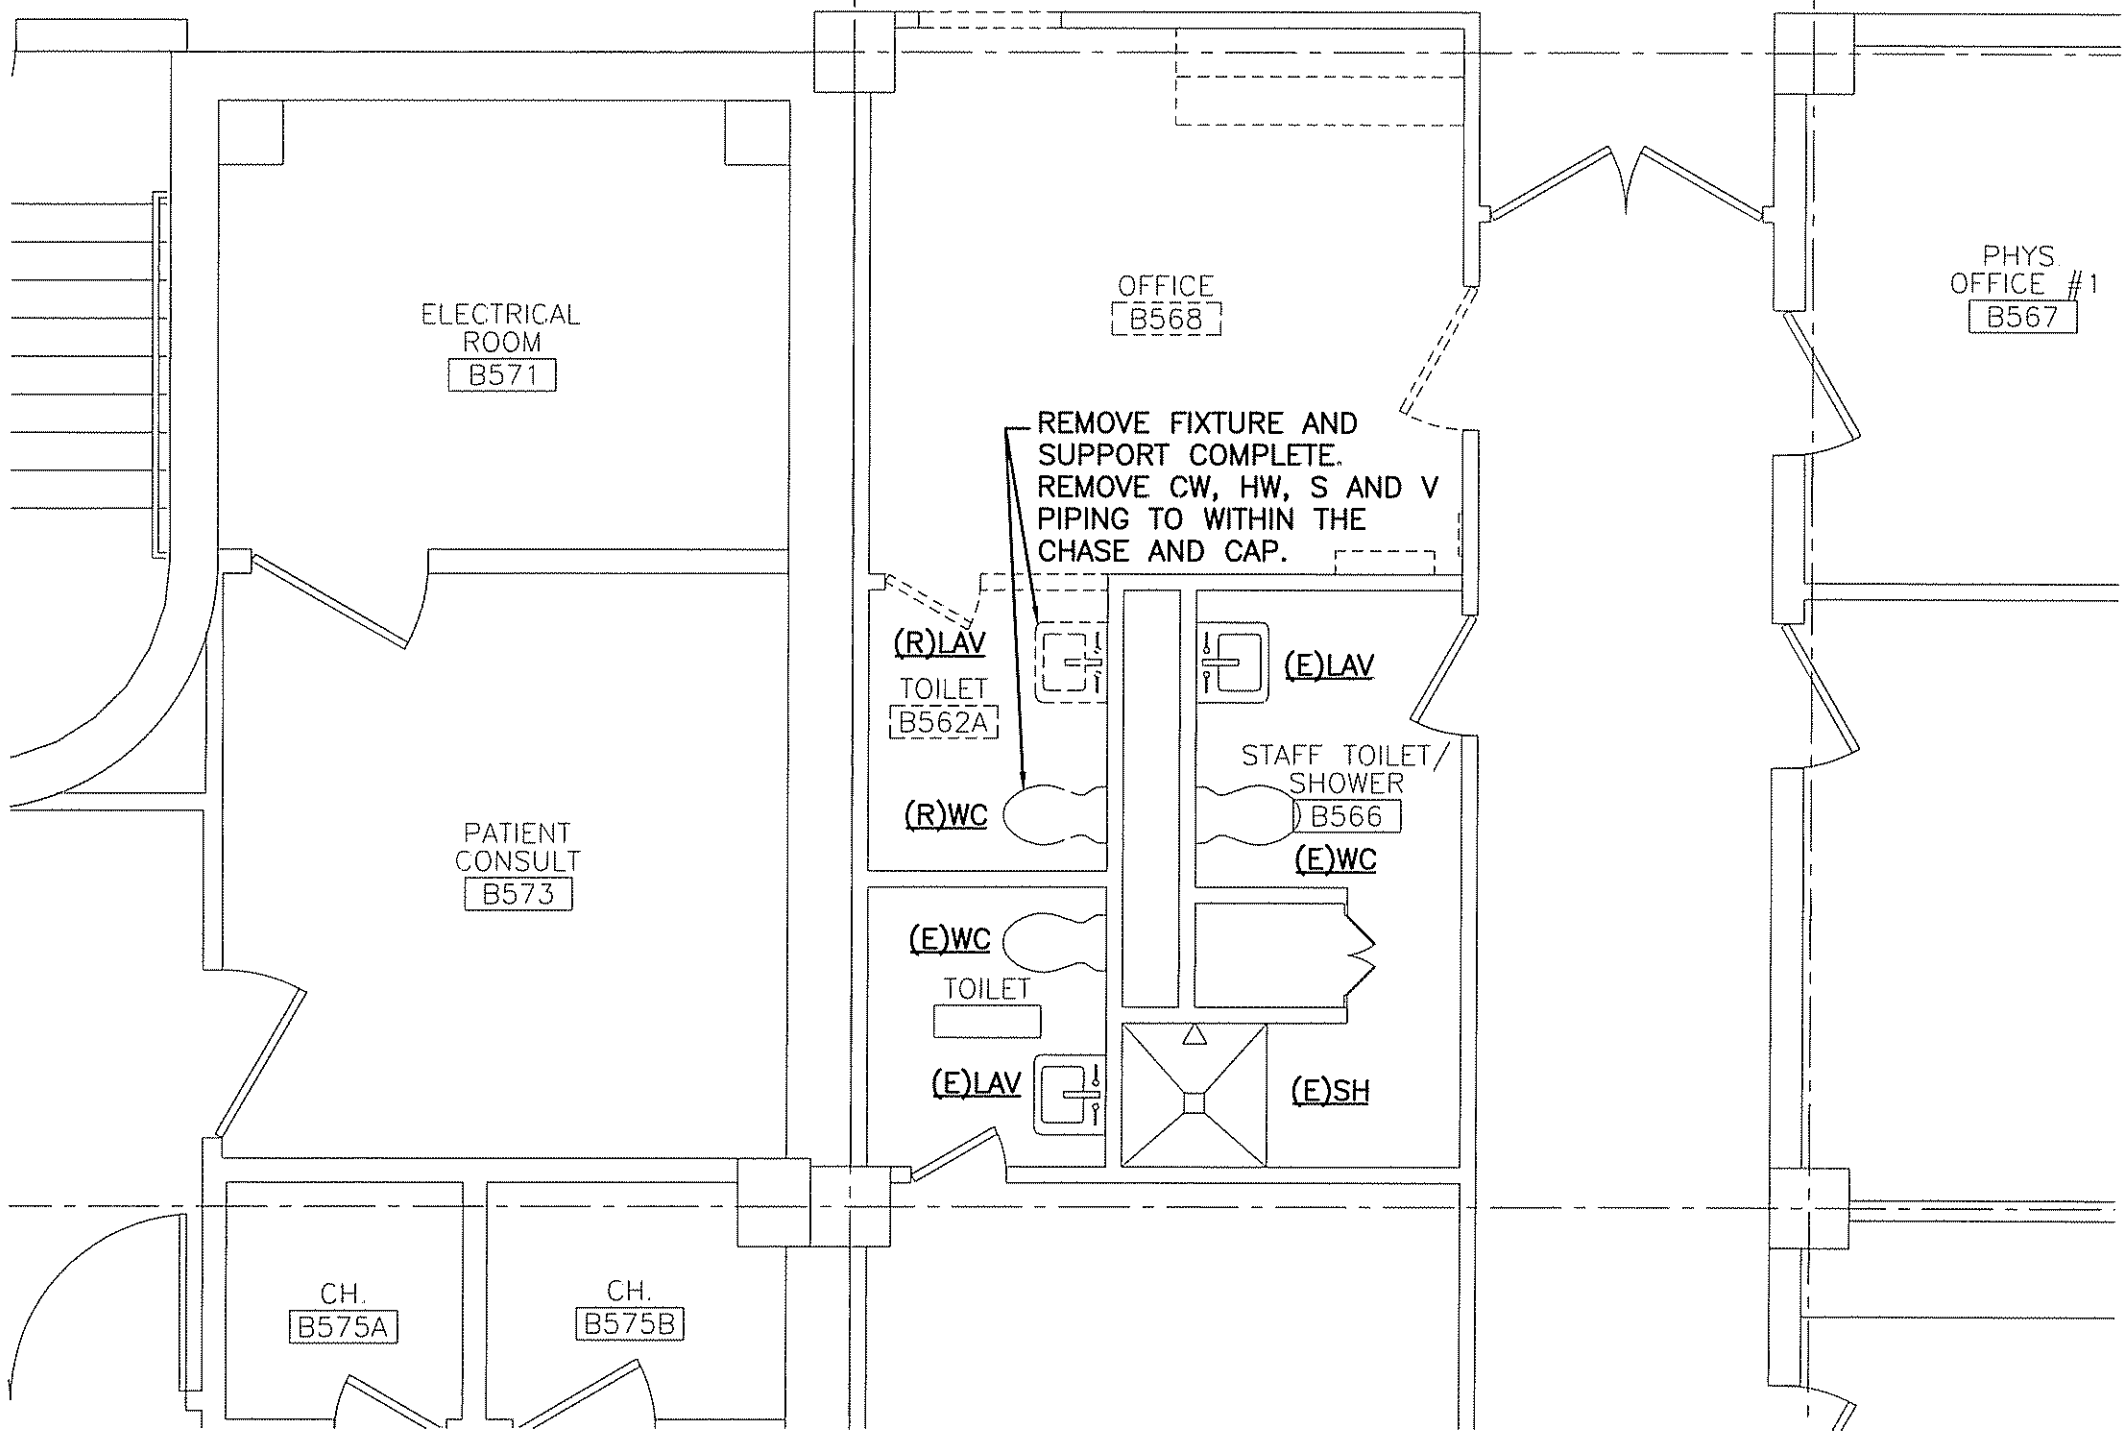 PHYS.
OFFICE #1
B567
OFFICE
B568
ELECTRICAL
ROOM
B571
REMOVE FIXTURE AND
SUPPORT COMPLETE.
REMOVE CW, HW, S AND V
PIPING TO WITHIN THE
CHASE AND CAP.
(R)LAV
(E)LAV
TOILET
B562A
STAFF TOILET/
SHOWER
B566
(R)WC
(E)WC
PATIENT
CONSULT
B573
(E)WC
TOILET
(E)LAV
(E)SH
CH.
B575A
CH.
B575B